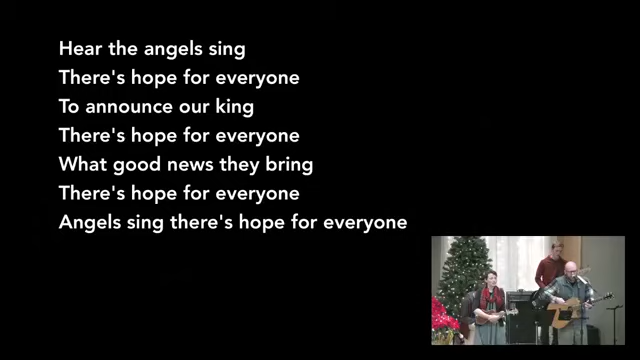 Hear the angels sing
There's hope for everyone
To announce our king
There's hope for everyone
What good news they bring
There's hope for everyone
Angels sing there's hope for everyone